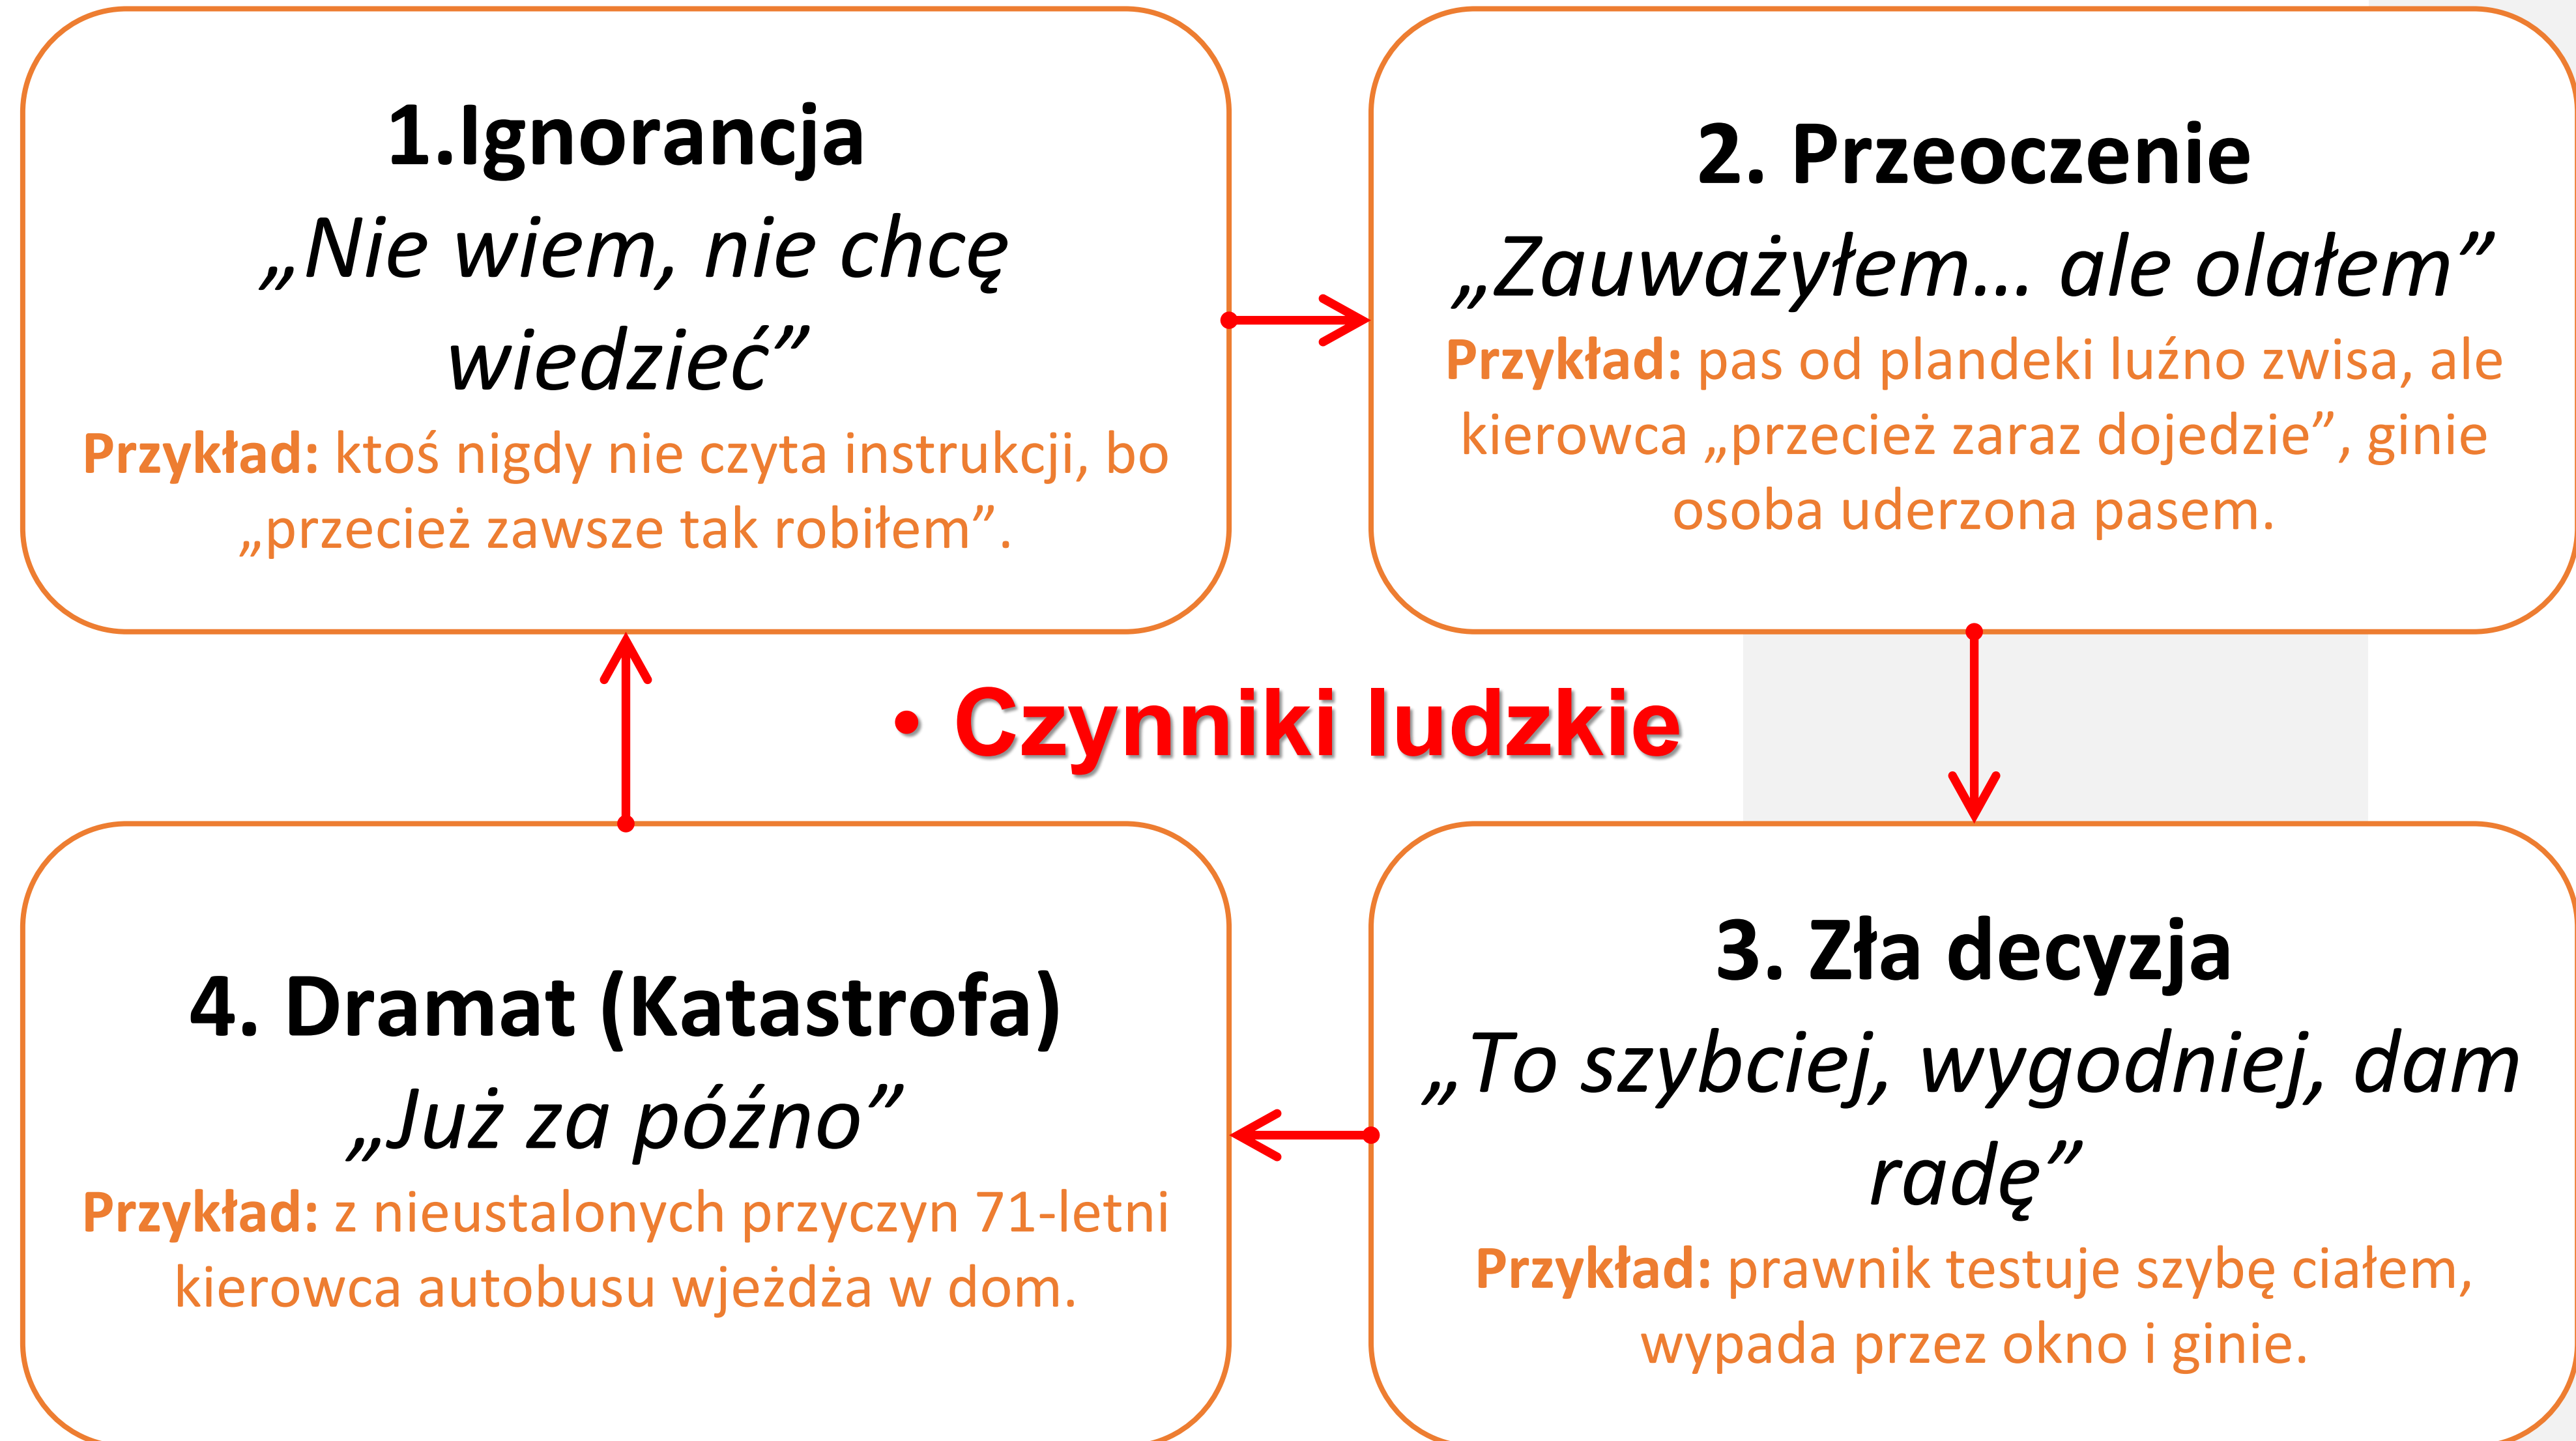 1.Ignorancja
„Nie wiem, nie chcę
wiedzieć”
Przykład: ktoś nigdy nie czyta instrukcji, bo
„przecież zawsze tak robiłem”.
2. Przeoczenie
„Zauważyłem... ale olałem”
Przykład: pas od plandeki luźno zwisa, ale
kierowca „przecież zaraz dojedzie”, ginie
osoba uderzona pasem.
• Czynniki ludzkie
3. Zła decyzja
„To szybciej, wygodniej, dam
radę”
Przykład: prawnik testuje szybę ciałem,
wypada przez okno i ginie.
4. Dramat (Katastrofa)
„Już za późno”
Przykład: z nieustalonych przyczyn 71-letni
kierowca autobusu wjeżdża w dom.